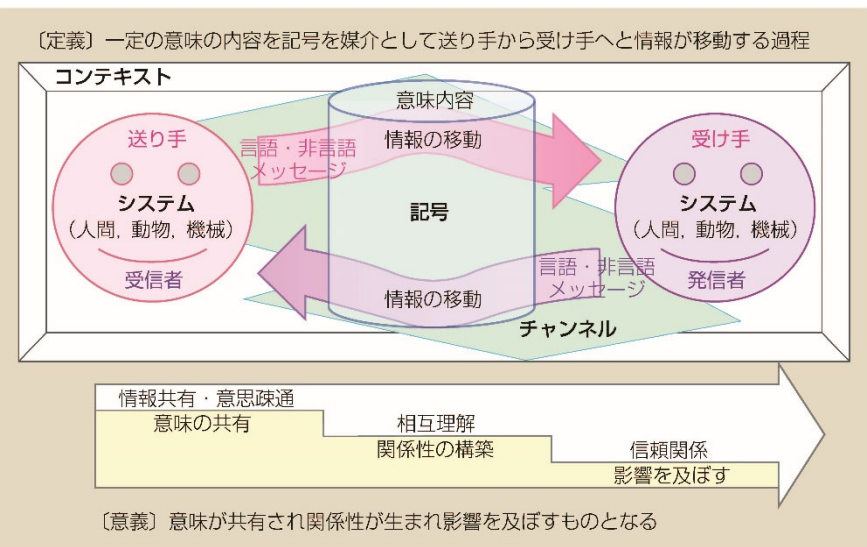 〔定義〕一定の意味の内容を記号を媒介として送り手から受け手へと情報が移動する過程
コンテキスト
送り手
システム
（人間，動物，機械）
受信者
言語・非言語
メッセージ
意味内容
情報の移動
記号
情報の移動
言語・非言語
メッセージ
チャンネル
受け手
システム
（人間，動物，機械）
発信者
情報共有・意思疎通
意味の共有
相互理解
関係性の構築
信頼関係
影響を及ぼす
〔意義〕意味が共有され関係性が生まれ影響を及ぼすものとなる